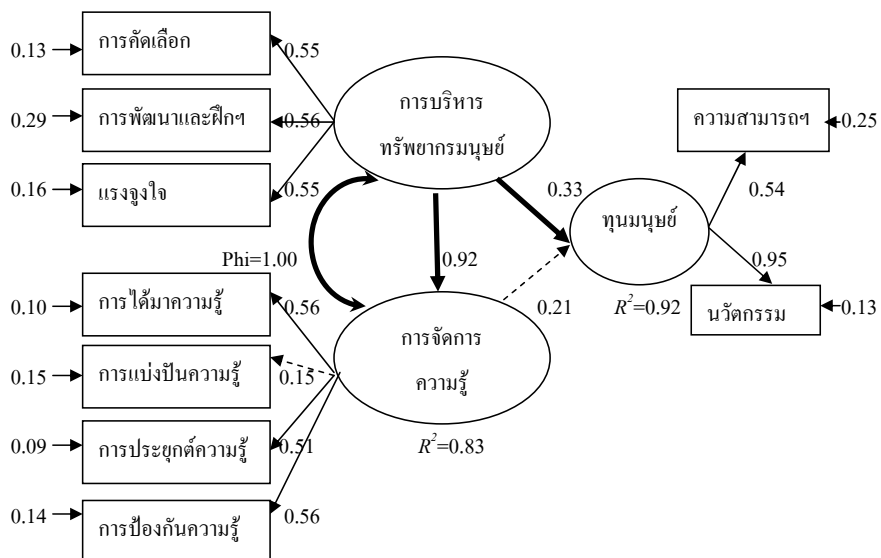 0.13
การคัดเลือก
0.55
0.29
การพัฒนาและฝึกฯ
0.56
0.16
แรงจูงใจ
0.55
การบริหาร
ทรัพยากรมนุษย์
ความสามารถฯ
0.25
0.33
0.54
ทุนมนุษย์
Phi=1.00
0.92
0.95
0.10
การได้มาความรู้
0.56
0.21
R²=0.92
นวัตกรรม
0.13
0.15
การแบ่งปันความรู้
0.15
การจัดการ
ความรู้
0.09
การประยุกต์ความรู้
0.51
R²=0.83
0.14
การป้องกันความรู้
0.56